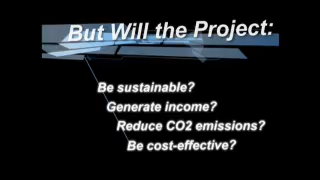 But Will the Project:
Be sustainable?
Generate income?
Reduce CO2 emissions?
Be cost-effective?